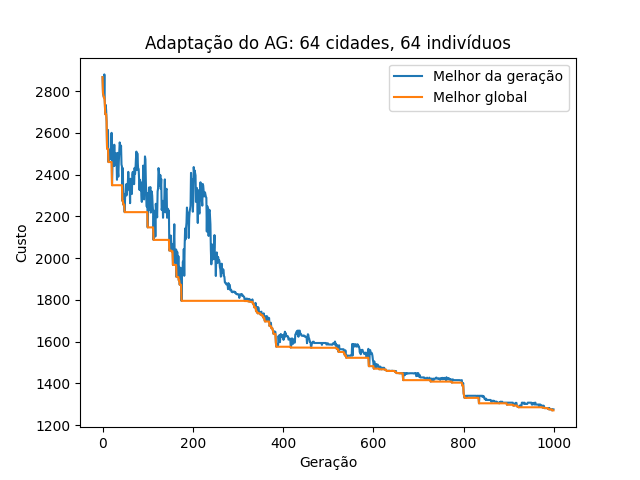 Adaptação do AG: 64 cidades, 64 indivíduos
Melhor da geração
Melhor global
Custo
2800
2600
2400
2200
2000
1800
1600
1400
1200
0 200 400 600 800 1000
Geração